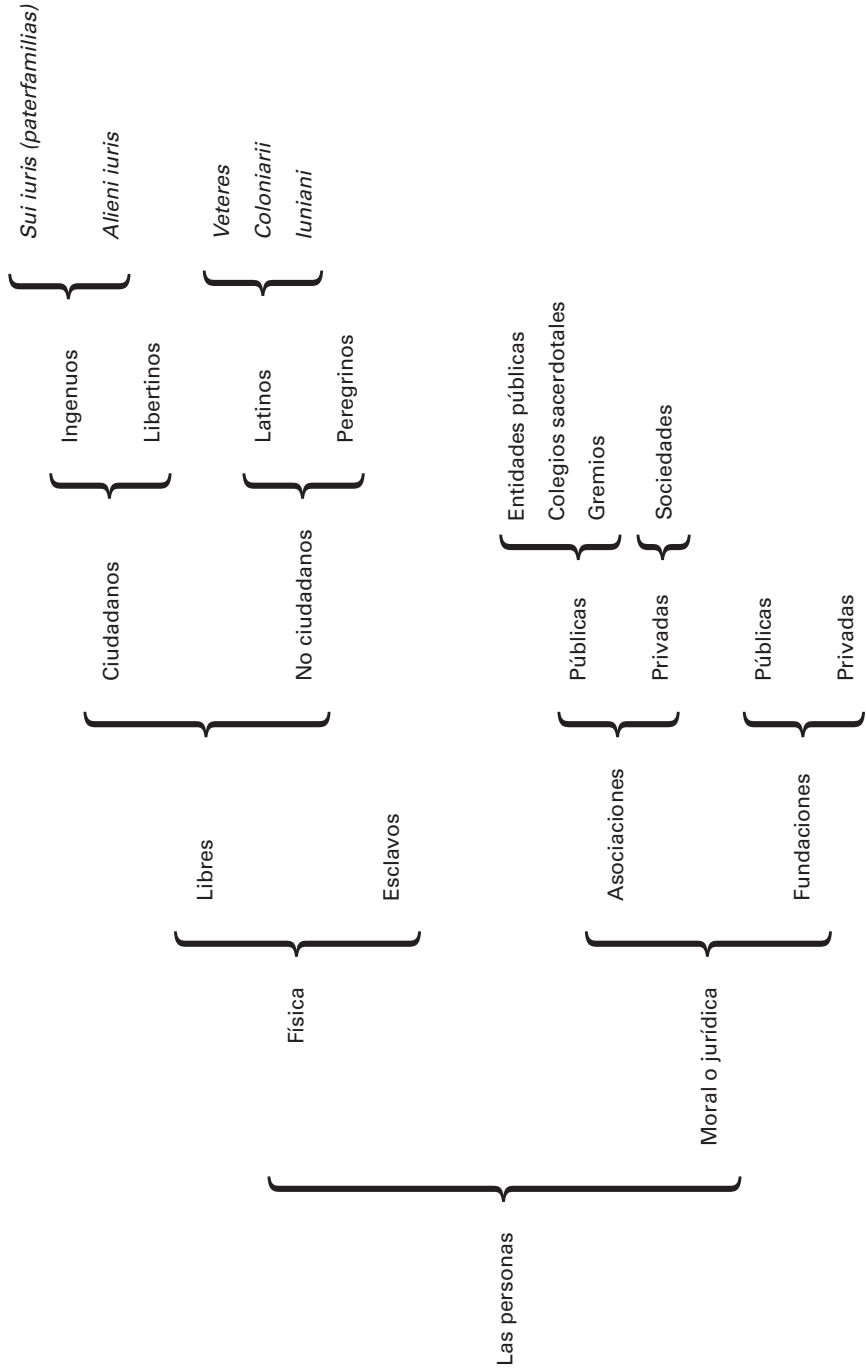 Las personas
Física
Libres
Ciudadanos
Ingenuos
Sui iuris (paterfamilias)
Alieni iuris
Libertinos
No ciudadanos
Latinos
Veteres
Coloniarii
Iuniani
Peregrinos
Esclavos
Moral o jurídica
Asociaciones
Públicas
Entidades públicas
Colegios sacerdotales
Gremios
Privadas
Sociedades
Fundaciones
Públicas
Privadas